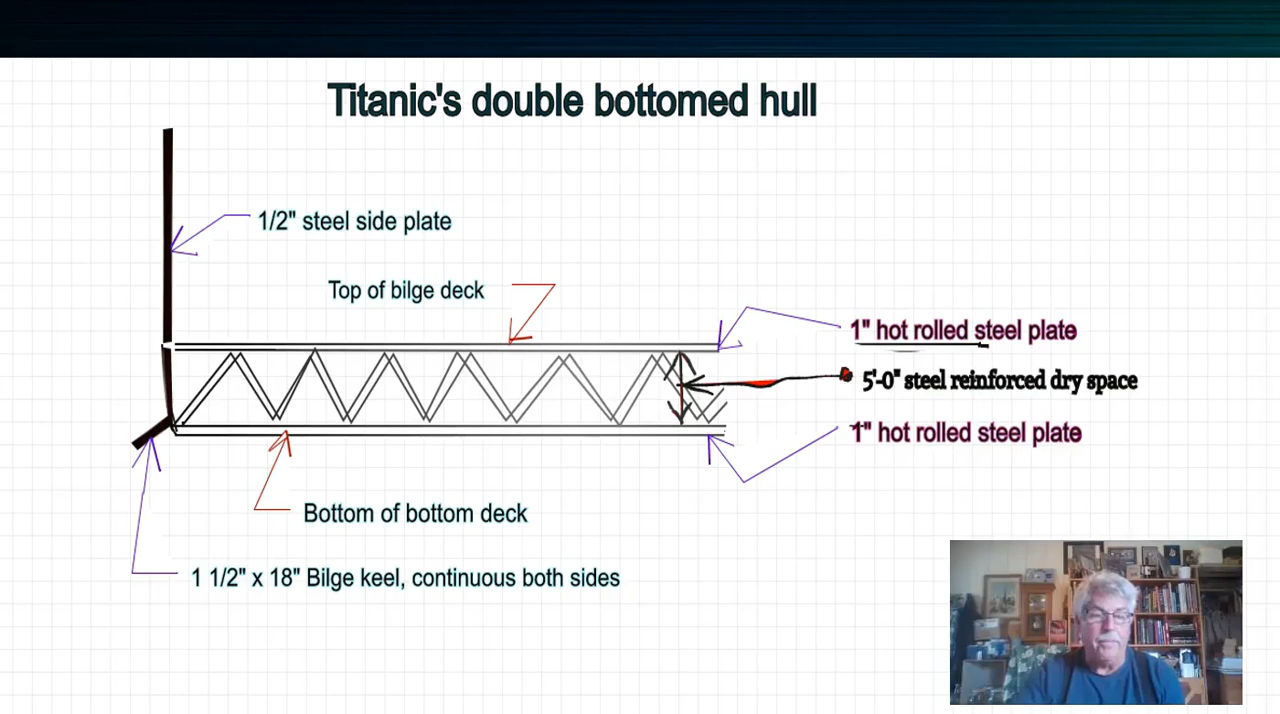 Titanic's double bottomed hull
1/2" steel side plate
Top of bilge deck
1" hot rolled steel plate
5'-0" steel reinforced dry space
1" hot rolled steel plate
Bottom of bottom deck
1 1/2" x 18" Bilge keel, continuous both sides